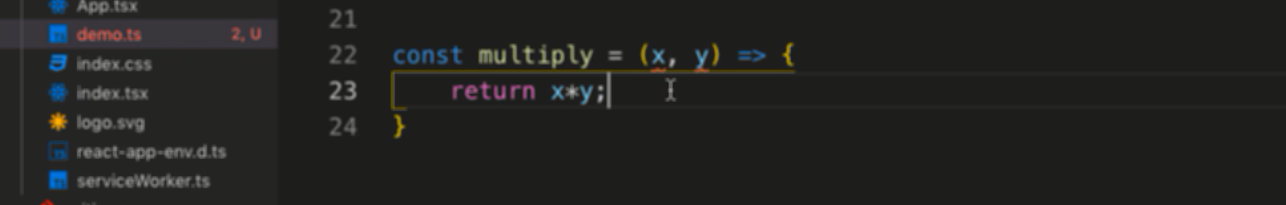 App.tsx
demo.ts 2, U
index.css
index.tsx
logo.svg
react-app-env.d.ts
serviceWorker.ts
21
22 const multiply = (x, y) => {
23 return x*y;
24 }